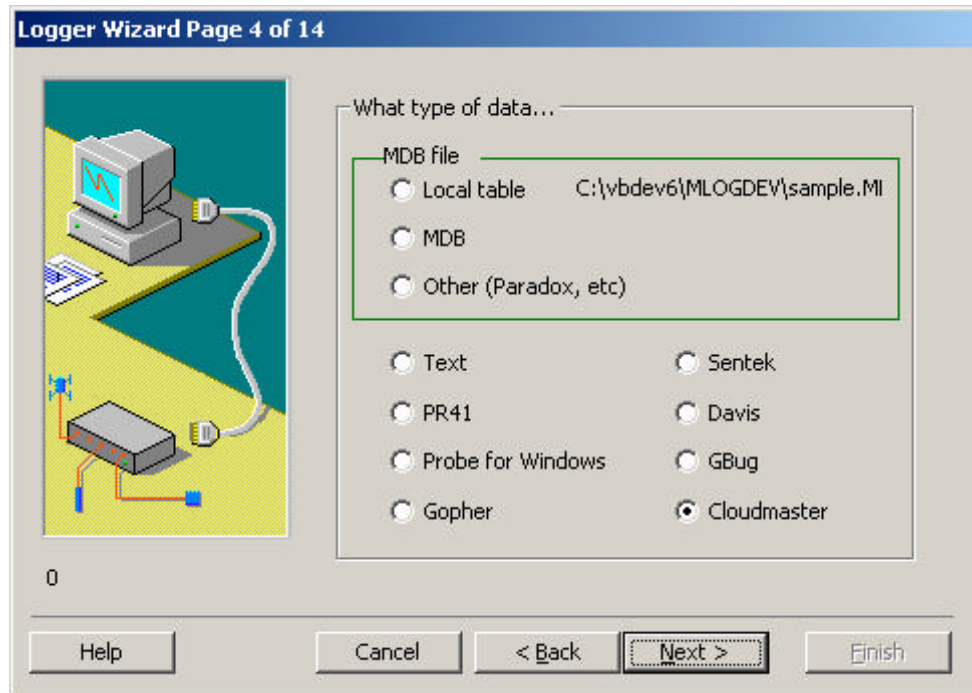 Logger Wizard Page 4 of 14
What type of data...
MDB file
Local table C:\vbdev6\MLOGDEV\sample.MI
MDB
Other (Paradox, etc)
Text Sentek
PR41 Davis
Probe for Windows GBug
Gopher Cloudmaster
0
Help Cancel < Back Next > Finish